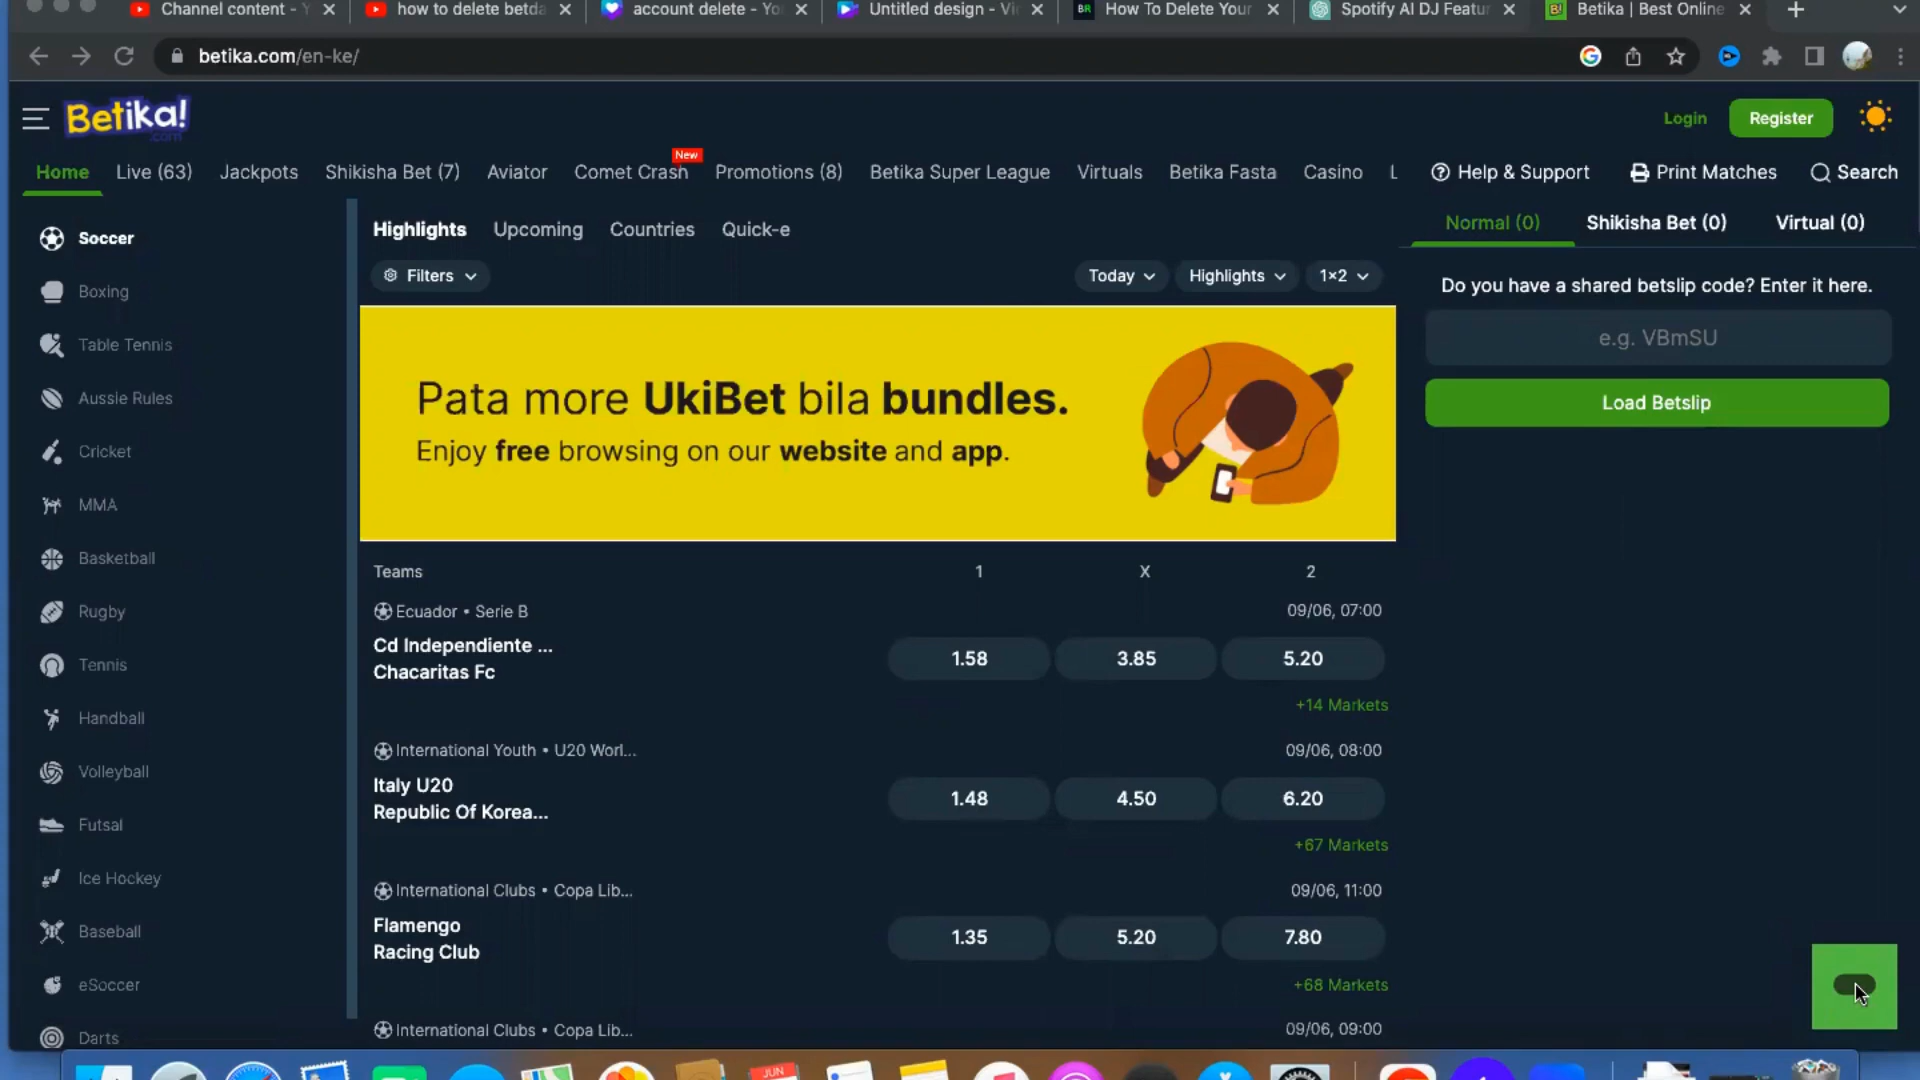 Channel content - Y
how to delete betda
account delete - Yo
Untitled design - Vi
How To Delete Your
Spotify AI DJ Featur
Betika | Best Online
betika.com/en-ke/
Betika!
.com
Login
Register
Home
Live (63)
Jackpots
Shikisha Bet (7)
Aviator
Comet Crash
New
Promotions (8)
Betika Super League
Virtuals
Betika Fasta
Casino
L
Help & Support
Print Matches
Search
Soccer
Boxing
Table Tennis
Aussie Rules
Cricket
MMA
Basketball
Rugby
Tennis
Handball
Volleyball
Futsal
Ice Hockey
Baseball
eSoccer
Darts
Highlights
Upcoming
Countries
Quick-e
Filters
Today
Highlights
1×2
Pata more UkiBet bila bundles.
Enjoy free browsing on our website and app.
Teams 1 X 2
Ecuador • Serie B 09/06, 07:00
Cd Independiente ...
Chacaritas Fc
1.58 3.85 5.20
+14 Markets
International Youth • U20 Worl... 09/06, 08:00
Italy U20
Republic Of Korea...
1.48 4.50 6.20
+67 Markets
International Clubs • Copa Lib... 09/06, 11:00
Flamengo
Racing Club
1.35 5.20 7.80
+68 Markets
International Clubs • Copa Lib... 09/06, 09:00
Normal (0)
Shikisha Bet (0)
Virtual (0)
Do you have a shared betslip code? Enter it here.
e.g. VBmSU
Load Betslip
JUN